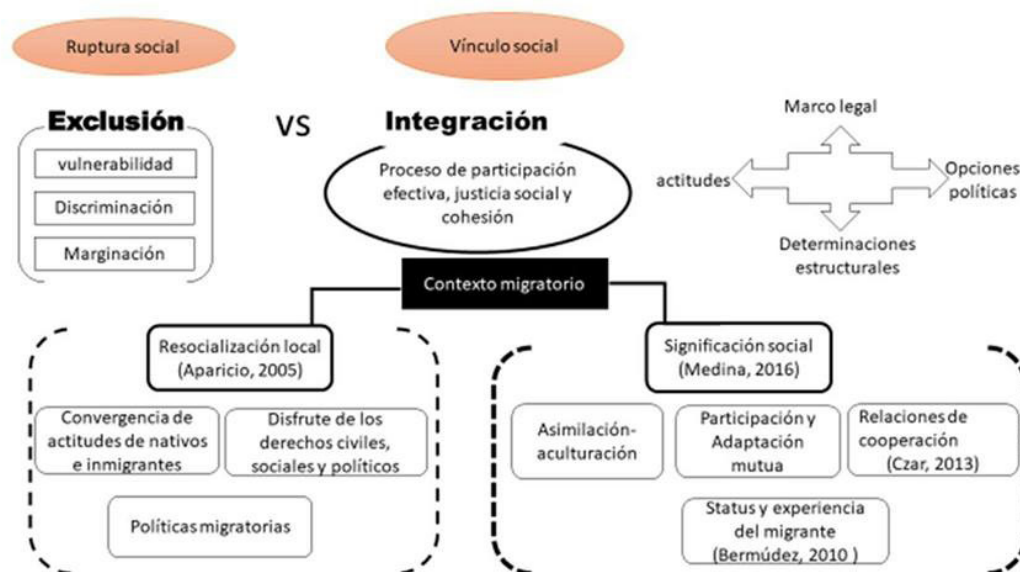 Ruptura social
Vínculo social
Exclusión
VS
Integración
vulnerabilidad
Discriminación
Marginación
Proceso de participación
efectiva, justicia social y
cohesión
Marco legal
actitudes
Opciones
políticas
Determinaciones
estructurales
Contexto migratorio
Resocialización local
(Aparicio, 2005)
Convergencia de
actitudes de nativos
e inmigrantes
Disfrute de los
derechos civiles,
sociales y políticos
Políticas migratorias
Significación social
(Medina, 2016)
Asimilación-
aculturación
Participación y
Adaptación
mutua
Relaciones de
cooperación
(Czar, 2013)
Status y experiencia
del migrante
(Bermúdez, 2010 )